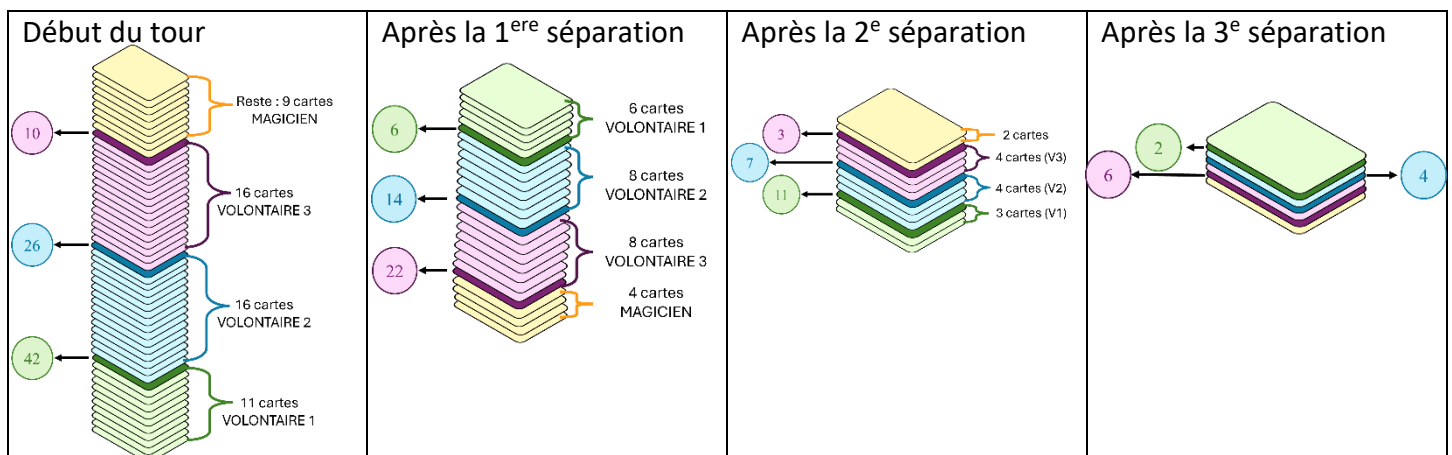 Début du tour
Reste : 9 cartes
MAGICIEN
10
16 cartes
VOLONTAIRE 3
26
16 cartes
VOLONTAIRE 2
42
11 cartes
VOLONTAIRE 1
Après la 1ere séparation
6 cartes
VOLONTAIRE 1
6
8 cartes
VOLONTAIRE 2
14
8 cartes
VOLONTAIRE 3
22
4 cartes
MAGICIEN
Après la 2e séparation
3
2 cartes
7
4 cartes (V3)
4 cartes (V2)
11
3 cartes (V1)
Après la 3e séparation
2
6
4